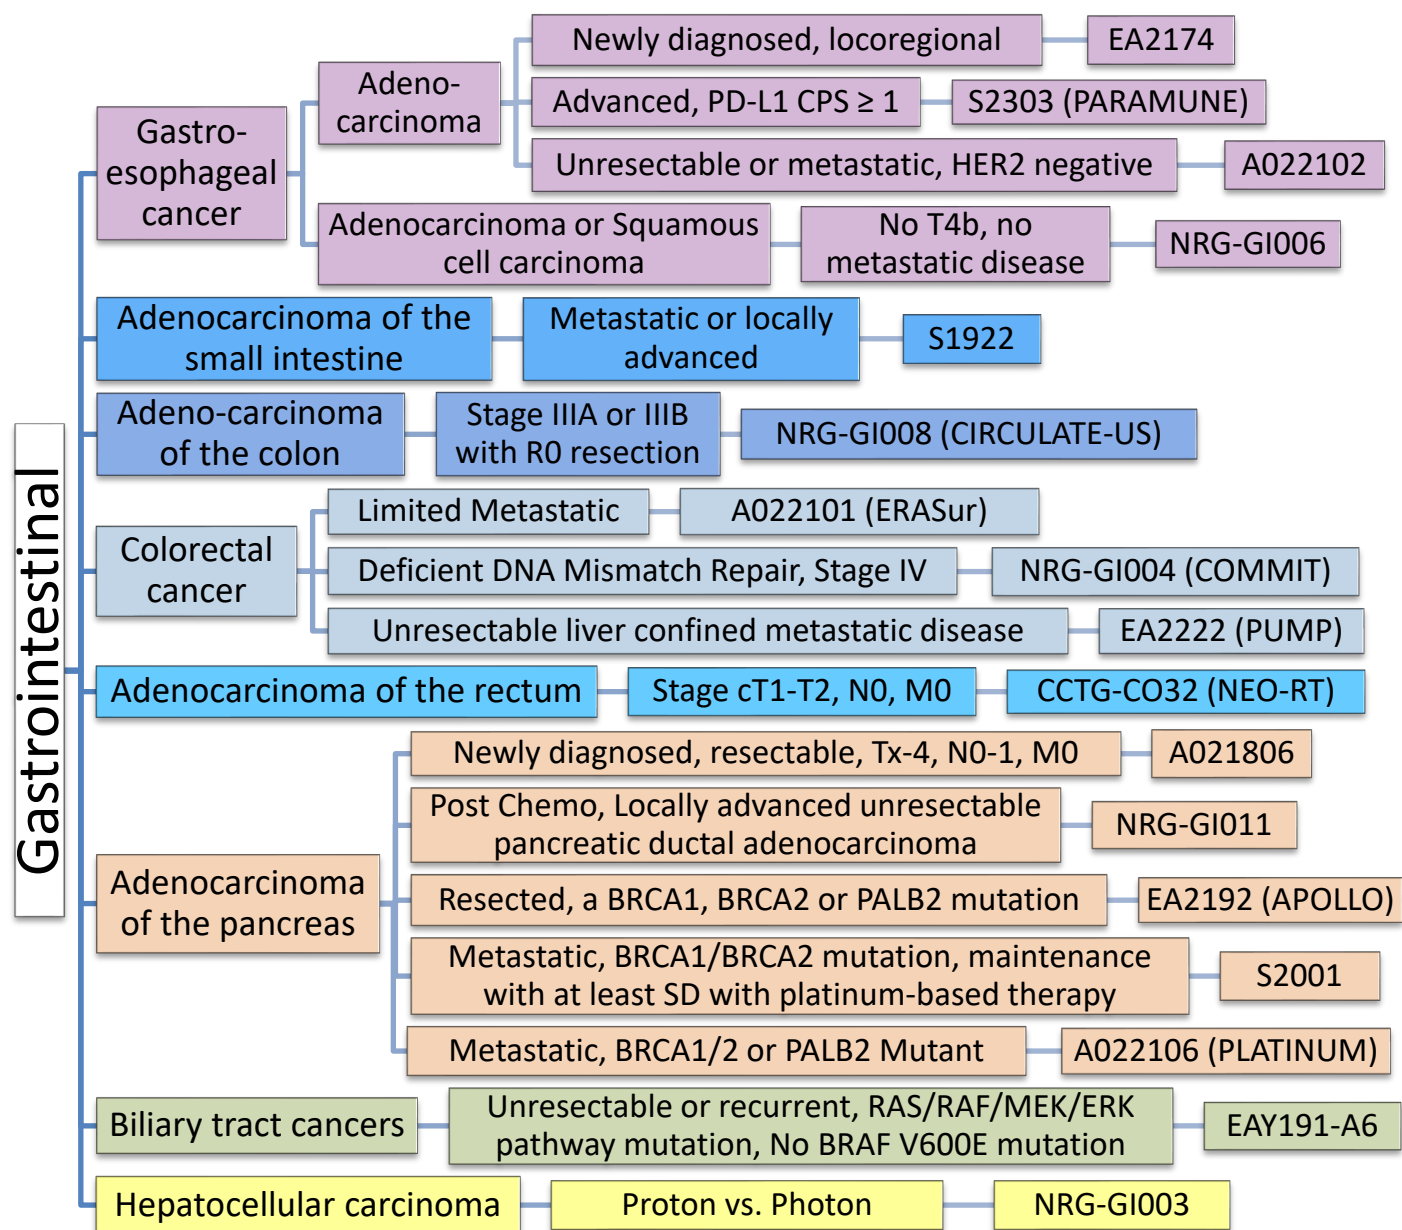 Gastrointestinal
Gastro-
esophageal
cancer
Adeno-
carcinoma
Newly diagnosed, locoregional
EA2174
Advanced, PD-L1 CPS ≥ 1
S2303 (PARAMUNE)
Unresectable or metastatic, HER2 negative
A022102
Adenocarcinoma or Squamous
cell carcinoma
No T4b, no
metastatic disease
NRG-GI006
Adenocarcinoma of the
small intestine
Metastatic or locally
advanced
S1922
Adeno-carcinoma
of the colon
Stage IIIA or IIIB
with R0 resection
NRG-GI008 (CIRCULATE-US)
Colorectal
cancer
Limited Metastatic
A022101 (ERASur)
Deficient DNA Mismatch Repair, Stage IV
NRG-GI004 (COMMIT)
Unresectable liver confined metastatic disease
EA2222 (PUMP)
Adenocarcinoma of the rectum
Stage cT1-T2, N0, M0
CCTG-CO32 (NEO-RT)
Adenocarcinoma
of the pancreas
Newly diagnosed, resectable, Tx-4, N0-1, M0
A021806
Post Chemo, Locally advanced unresectable
pancreatic ductal adenocarcinoma
NRG-GI011
Resected, a BRCA1, BRCA2 or PALB2 mutation
EA2192 (APOLLO)
Metastatic, BRCA1/BRCA2 mutation, maintenance
with at least SD with platinum-based therapy
S2001
Metastatic, BRCA1/2 or PALB2 Mutant
A022106 (PLATINUM)
Biliary tract cancers
Unresectable or recurrent, RAS/RAF/MEK/ERK
pathway mutation, No BRAF V600E mutation
EAY191-A6
Hepatocellular carcinoma
Proton vs. Photon
NRG-GI003